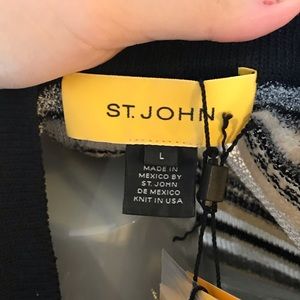 ST. JOHN
L
MADE IN
MEXICO BY
ST. JOHN
DE MEXICO
KNIT IN USA